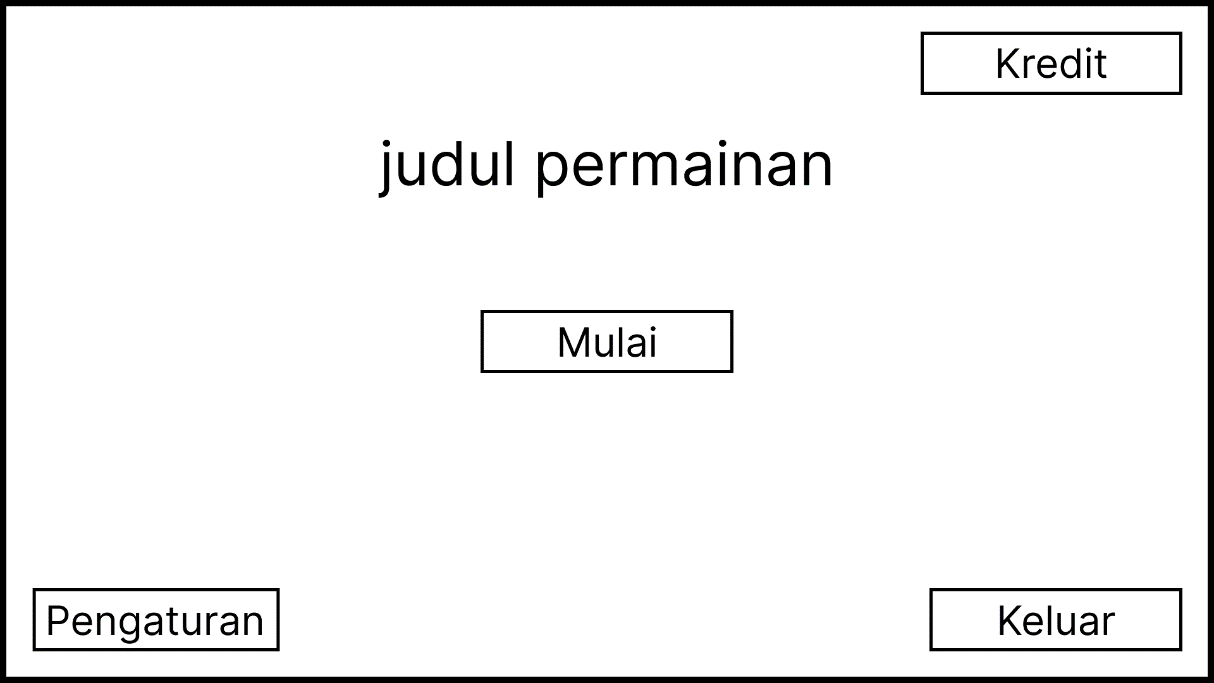 Kredit
judul permainan
Mulai
Pengaturan
Keluar